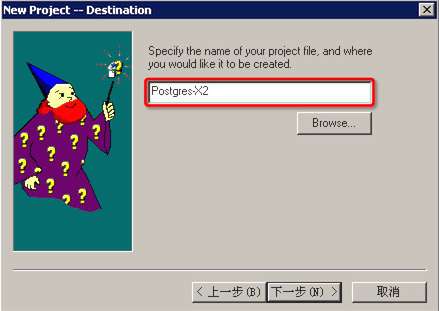 New Project -- Destination
Specify the name of your project file, and where
you would like it to be created.
Postgres-X2
Browse...
< 上一步(B)
下一步(N) >
取消